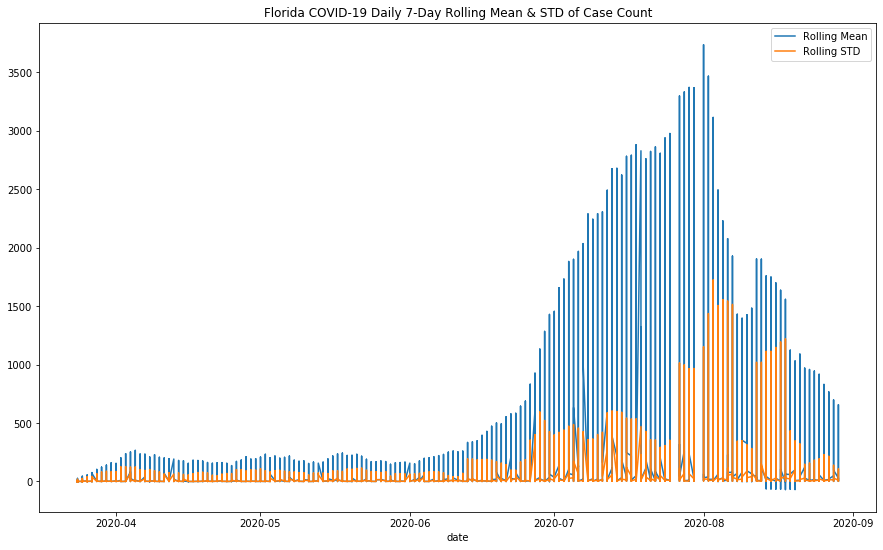 Florida COVID-19 Daily 7-Day Rolling Mean & STD of Case Count
Rolling Mean
Rolling STD
3500
3000
2500
2000
1500
1000
500
0
2020-04 2020-05 2020-06 2020-07 2020-08 2020-09
date